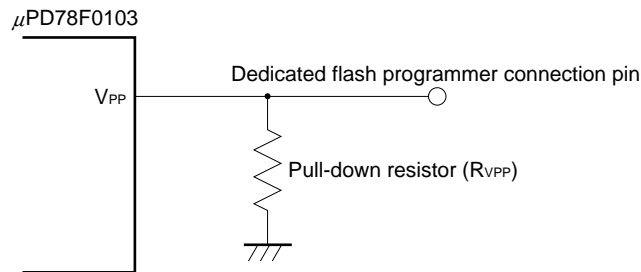 μPD78F0103
Dedicated flash programmer connection pin
VPP
Pull-down resistor (RVPP)